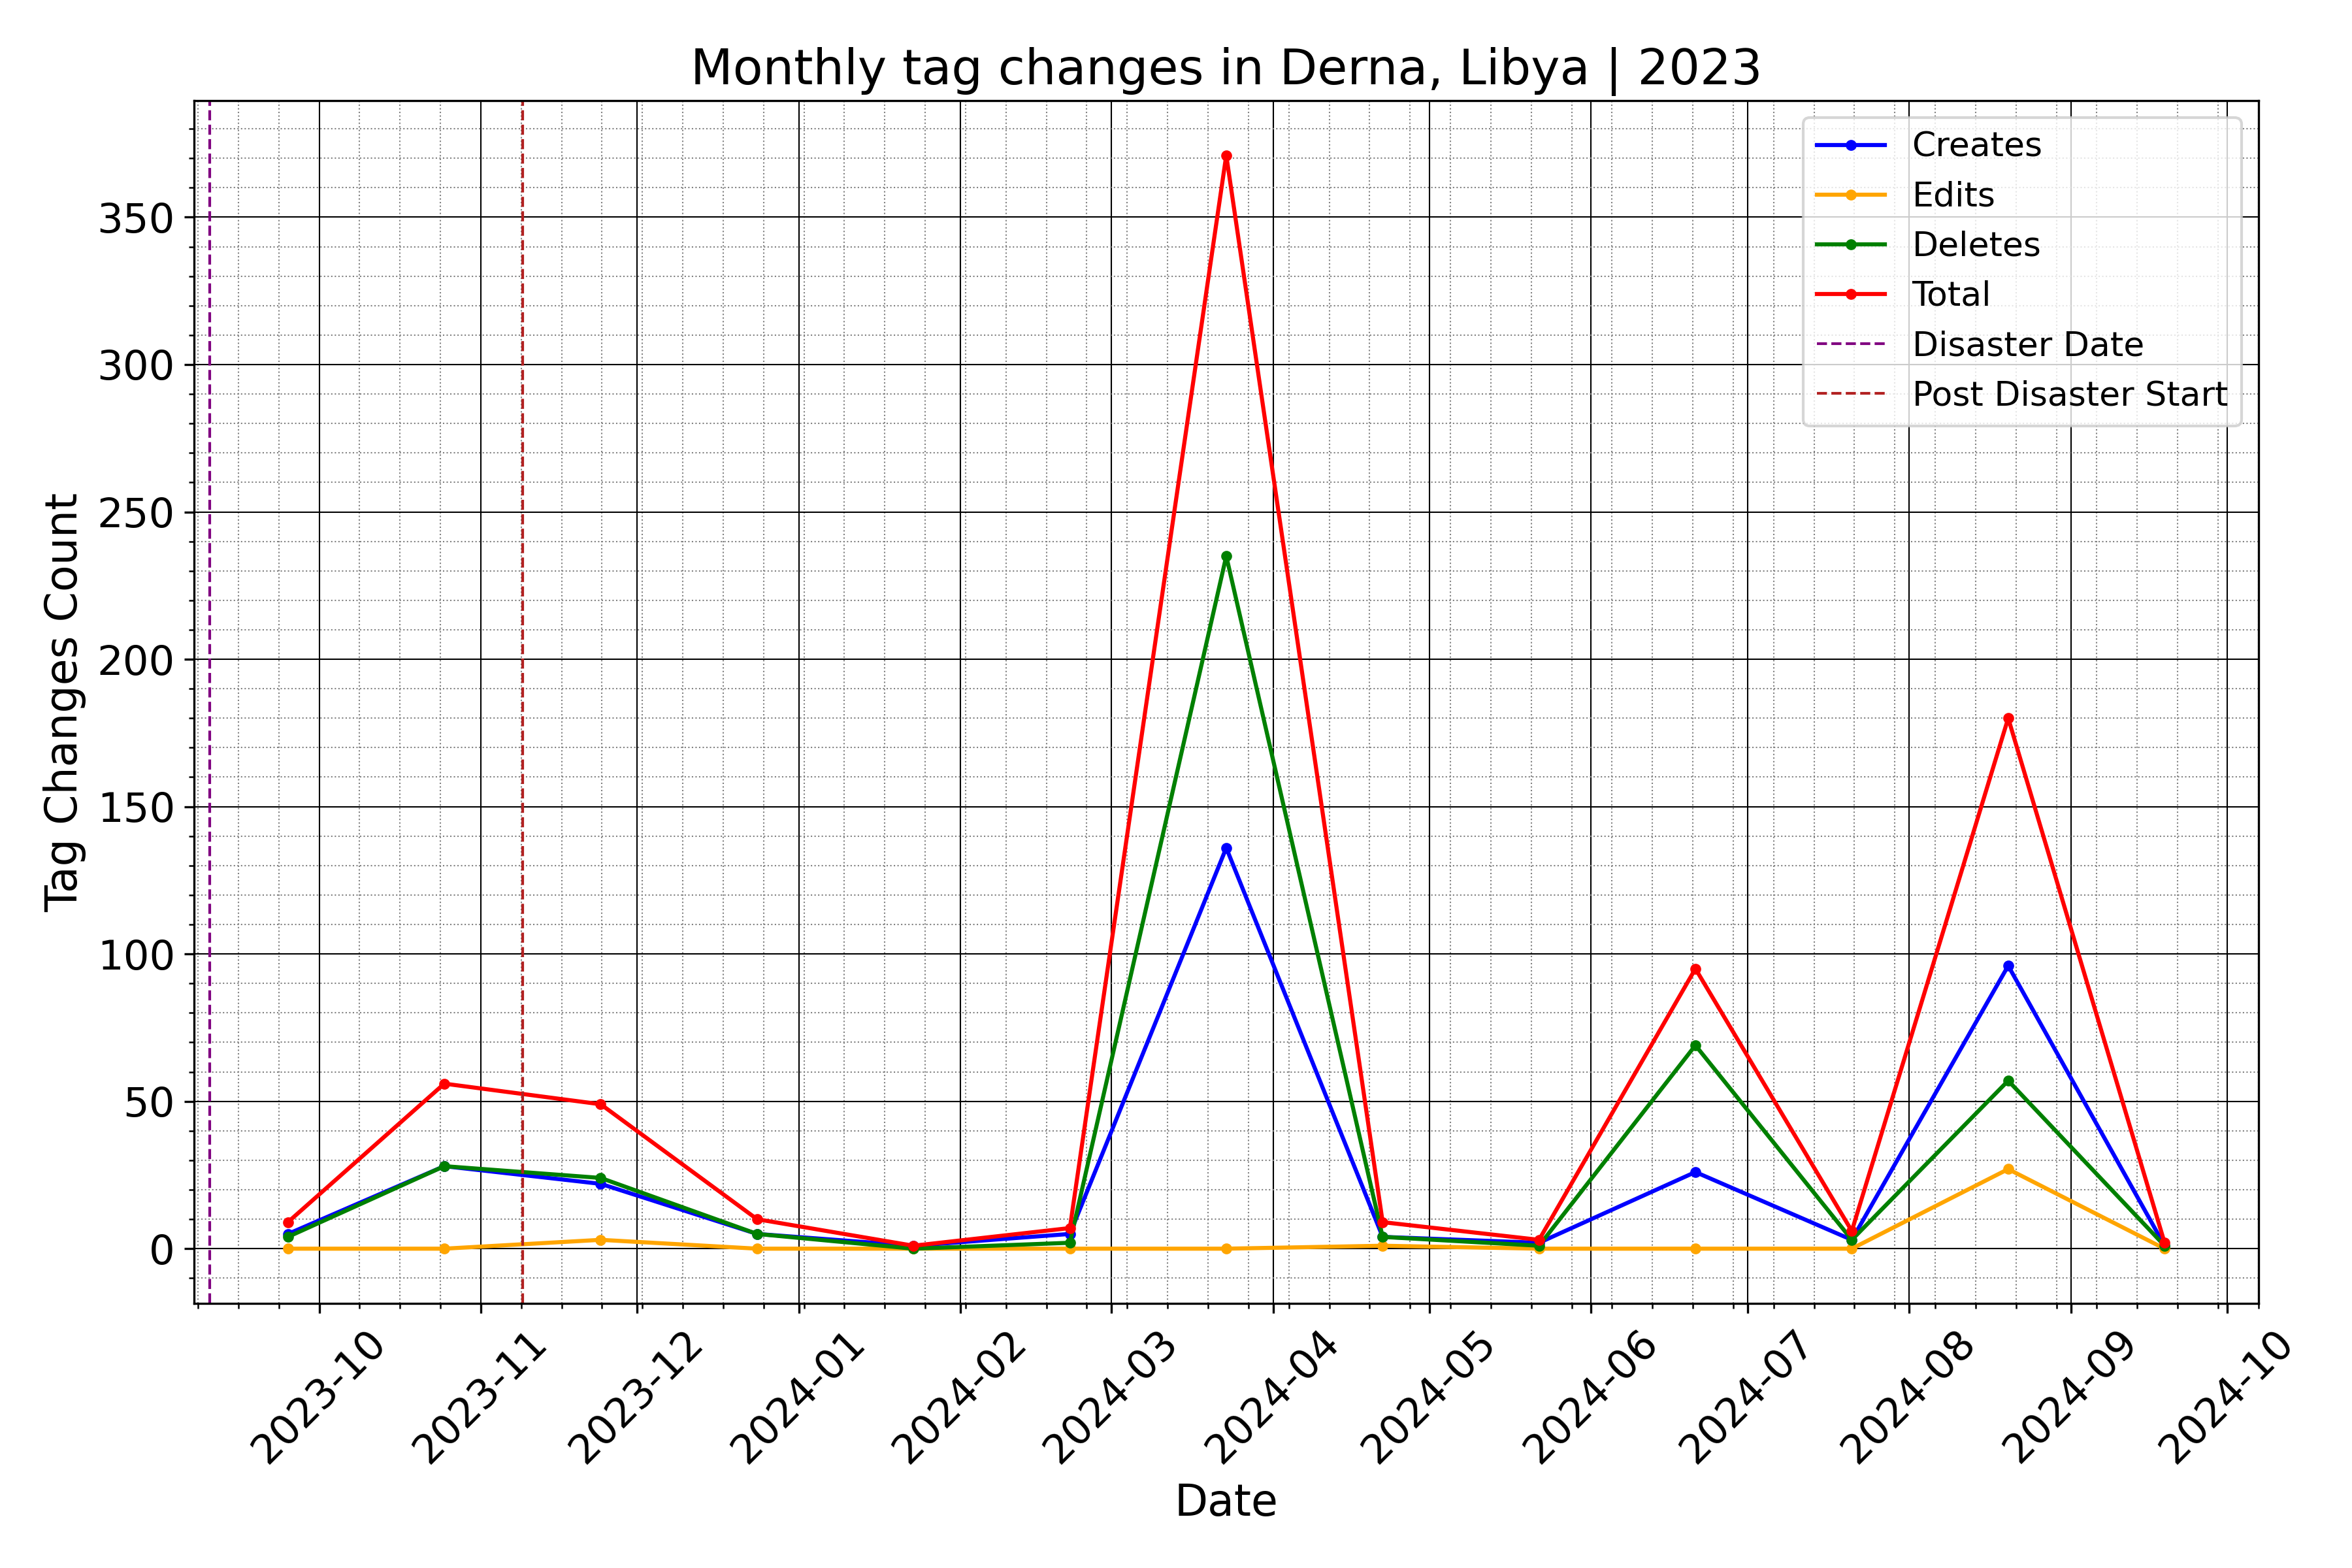 Monthly tag changes in Derna, Libya | 2023
Creates
Edits
Deletes
Total
Disaster Date
Post Disaster Start
Tag Changes Count
350
300
250
200
150
100
50
0
2023-10
2023-11
2023-12
2024-01
2024-02
2024-03
2024-04
2024-05
2024-06
2024-07
2024-08
2024-09
2024-10
Date